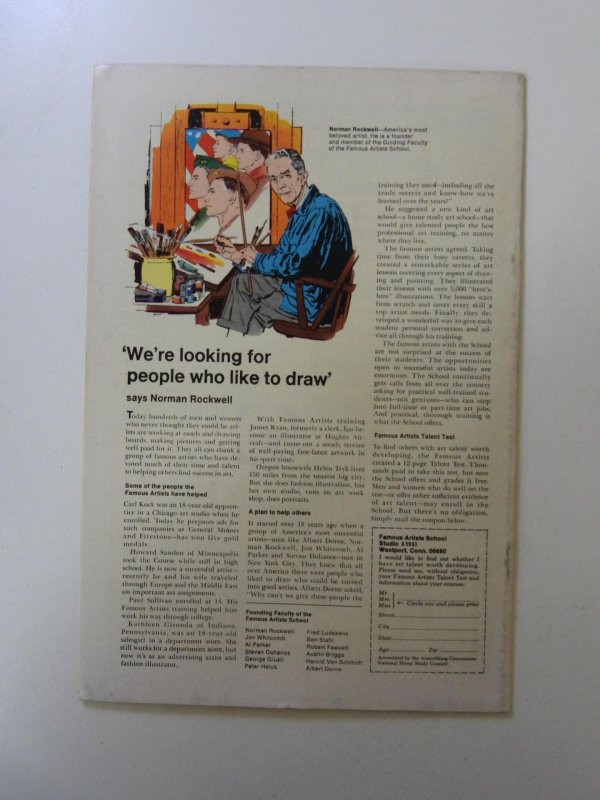 Norman Rockwell—America's most
beloved artist. He is a founder
and member of the Guiding Faculty
of the Famous Artists School.
'We're looking for
people who like to draw'
says Norman Rockwell
Today hundreds of men and women
who never thought they could be art-
ists are working at easels and drawing
boards, making pictures and getting
well paid for it. They all can thank a
group of famous artists who have de-
voted much of their time and talent
to helping others find success in art.
Some of the people the
Famous Artists have helped
Carl Kock was an 18-year-old appren-
tice in a Chicago art studio when he
enrolled. Today he prepares ads for
such companies as General Motors
and Firestone—has won five gold
medals.
Howard Sanden of Minneapolis
took the Course while still in high
school. He is now a successful artist—
recently he and his wife traveled
through Europe and the Middle East
on important art assignments.
Paul Sullivan enrolled at 14. His
Famous Artists training helped him
work his way through college.
Kathleen Gironda of Indiana,
Pennsylvania, was an 18-year-old
salesgirl in a department store. She
still works for a department store, but
now it's as an advertising artist and
fashion illustrator.
With Famous Artists training
James Ryan, formerly a clerk, has be-
come an illustrator at Hughes Air-
craft—and turns out a steady stream
of well-paying free-lance artwork in
his spare time.
Oregon housewife Helen Tryk lives
150 miles from the nearest big city.
But she does fashion illustration, has
her own studio, runs an art work
shop, does portraits.
A plan to help others
It started over 18 years ago when a
group of America's most successful
artists—men like Albert Dorne, Nor-
man Rockwell, Jon Whitcomb, Al
Parker and Stevan Dohanos—met in
New York City. They knew that all
over America there were people who
liked to draw who could be turned
into good artists. Albert Dorne asked,
"Why can't we give these people the
Founding Faculty of the
Famous Artists School
Norman Rockwell
Jon Whitcomb
Al Parker
Stevan Dohanos
George Giusti
Peter Helck
Fred Ludekens
Ben Stahl
Robert Fawcett
Austin Briggs
Harold Von Schmidt
Albert Dorne
training they need—including all the
trade secrets and know-how we've
learned over the years?"
He suggested a new kind of art
school—a home study art school—that
would give talented people the best
professional art training, no matter
where they live.
The famous artists agreed. Taking
time from their busy careers, they
created a remarkable series of art
lessons covering every aspect of draw-
ing and painting. They illustrated
their lessons with over 5,000 "here's
how" illustrations. The lessons start
from scratch and cover every skill a
top artist needs. Finally, they de-
veloped a wonderful way to give each
student personal correction and ad-
vice all through his training.
The famous artists with the School
are not surprised at the success of
their students. The opportunities
open to successful artists today are
enormous. The School continually
gets calls from all over the country
asking for practical well-trained stu-
dents—not geniuses—who can step
into full-time or part-time art jobs.
And practical, thorough training is
what the School offers.
Famous Artists Talent Test
To find others with art talent worth
developing, the Famous Artists
created a 12-page Talent Test. Thou-
sands paid to take this test, but now
the School offers and grades it free.
Men and women who do well on the
test—or offer other sufficient evidence
of art talent—may enroll in the
School. But there's no obligation.
Simply mail the coupon below.
Famous Artists School
Studio
Westport, Conn. 06880
I would like to find out whether I
have art talent worth developing.
Please send me, without obligation,
your Famous Artists Talent Test and
information about your courses.
Mr.
Mrs.
Miss
← Circle one and please print
Street
City
State
Age Zip
Accredited by the Accrediting Commission
National Home Study Council